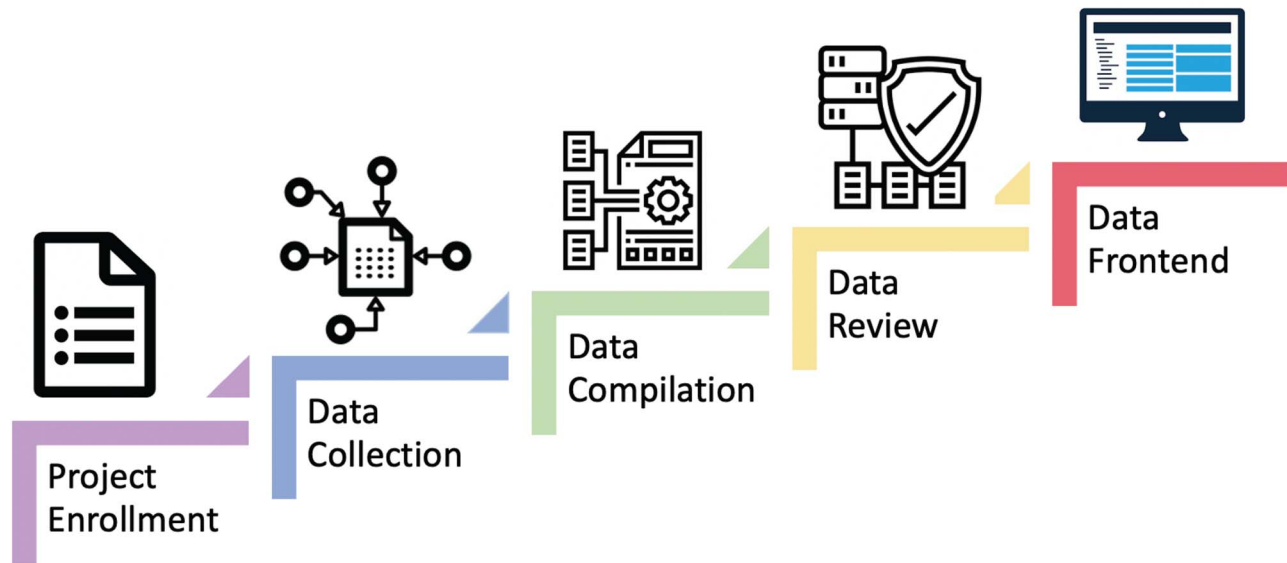 Project
Enrollment
Data
Collection
Data
Compilation
Data
Review
Data
Frontend